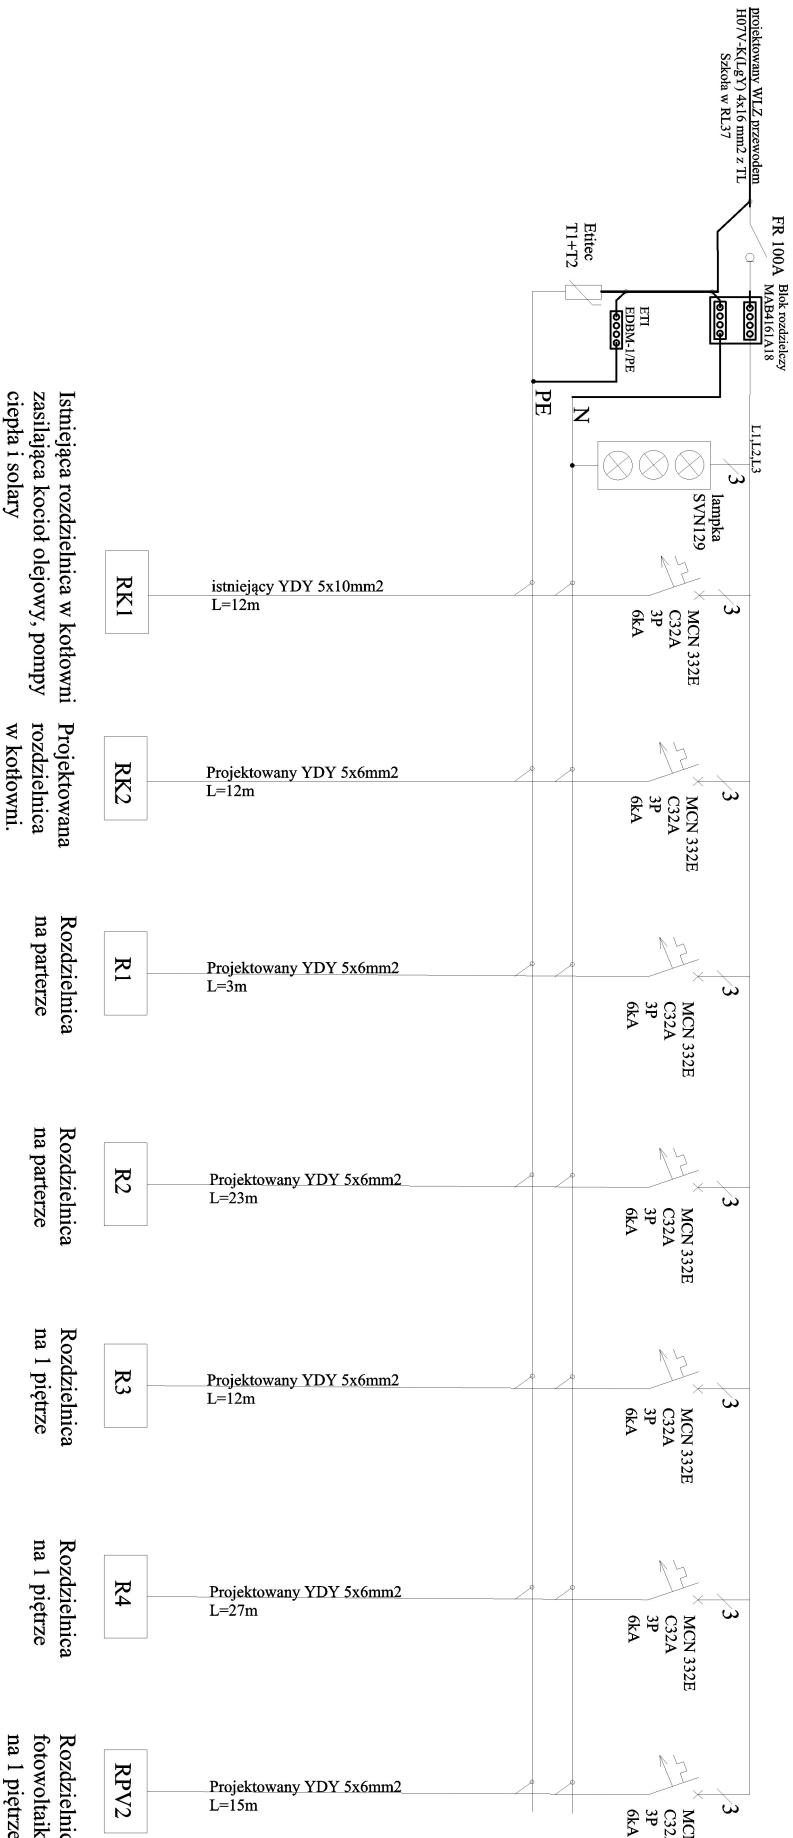 projektowany WLZ przewodem
H07V-K(LgY) 4x16 mm2 z TL
Szkoła w RL37
FR 100A
Blok rozdzielczy
MAB4161A18
Etitec
T1+T2
ETI
EDBM-1/PE
PE
N
L1,L2,L3
3
lampka
SVN129
3
MCN 332E
C32A
3P
6kA
istniejący YDY 5x10mm2
L=12m
RK1
Istniejąca rozdzielnica w kotłowni
zasilająca kocioł olejowy, pompy
ciepła i solary
3
MCN 332E
C32A
3P
6kA
Projektowany YDY 5x6mm2
L=12m
RK2
Projektowana
rozdzielnica
w kotłowni.
3
MCN 332E
C32A
3P
6kA
Projektowany YDY 5x6mm2
L=3m
R1
Rozdzielnica
na parterze
3
MCN 332E
C32A
3P
6kA
Projektowany YDY 5x6mm2
L=23m
R2
Rozdzielnica
na parterze
3
MCN 332E
C32A
3P
6kA
Projektowany YDY 5x6mm2
L=12m
R3
Rozdzielnica
na 1 piętrze
3
MCN 332E
C32A
3P
6kA
Projektowany YDY 5x6mm2
L=27m
R4
Rozdzielnica
na 1 piętrze
3
C32
3P
6kA
Projektowany YDY 5x6mm2
L=15m
RPV2
na 1 piętrze